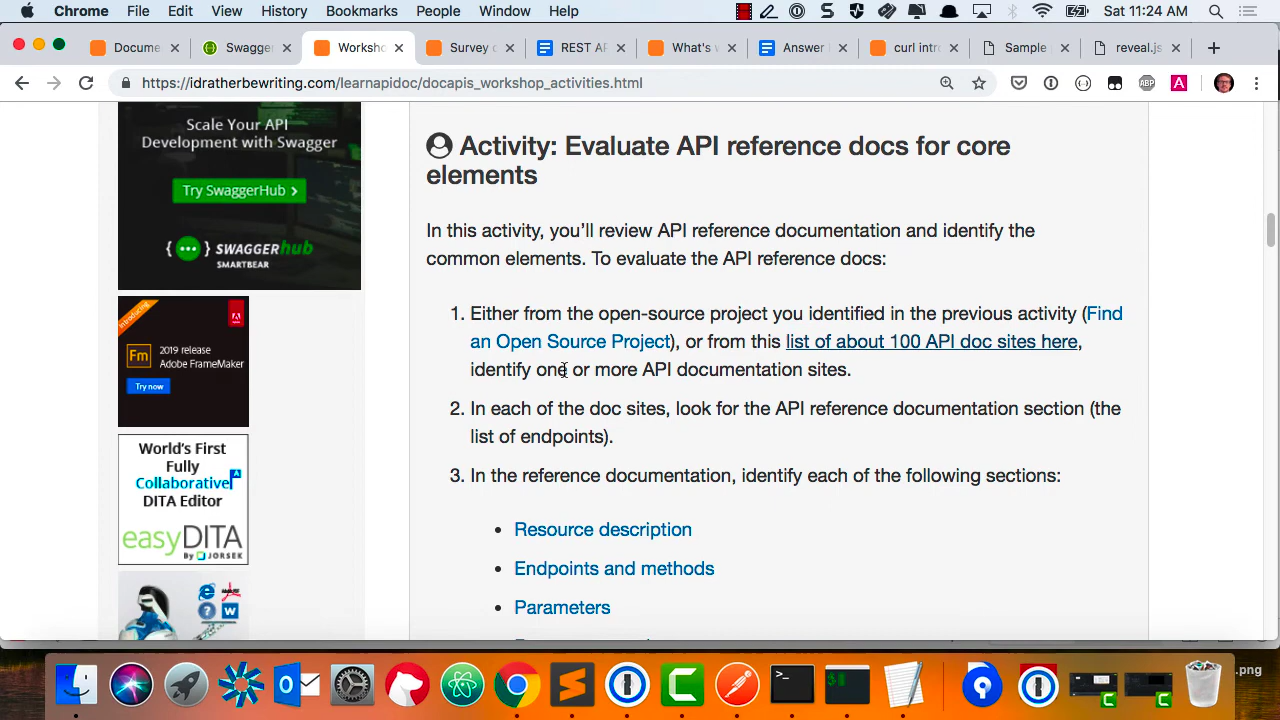 Chrome File Edit View History Bookmarks People Window Help Sat 11:24 AM
Docume Swagger Worksho Survey o REST AP What's w Answer curl intro Sample reveal.js
https://idratherbewriting.com/learnapidoc/docapis_workshop_activities.html
Scale Your API
Development with Swagger
Try SwaggerHub >
SWAGGERhub
SMARTBEAR
introducing
Fm
2019 release
Adobe FrameMaker
Try now
World's First
Fully
Collaborative
DITA Editor
easyDITA
By JORSEK
Activity: Evaluate API reference docs for core
elements
In this activity, you'll review API reference documentation and identify the
common elements. To evaluate the API reference docs:
1. Either from the open-source project you identified in the previous activity (Find
an Open Source Project), or from this list of about 100 API doc sites here,
identify one or more API documentation sites.
2. In each of the doc sites, look for the API reference documentation section (the
list of endpoints).
3. In the reference documentation, identify each of the following sections:
• Resource description
• Endpoints and methods
• Parameters
.png